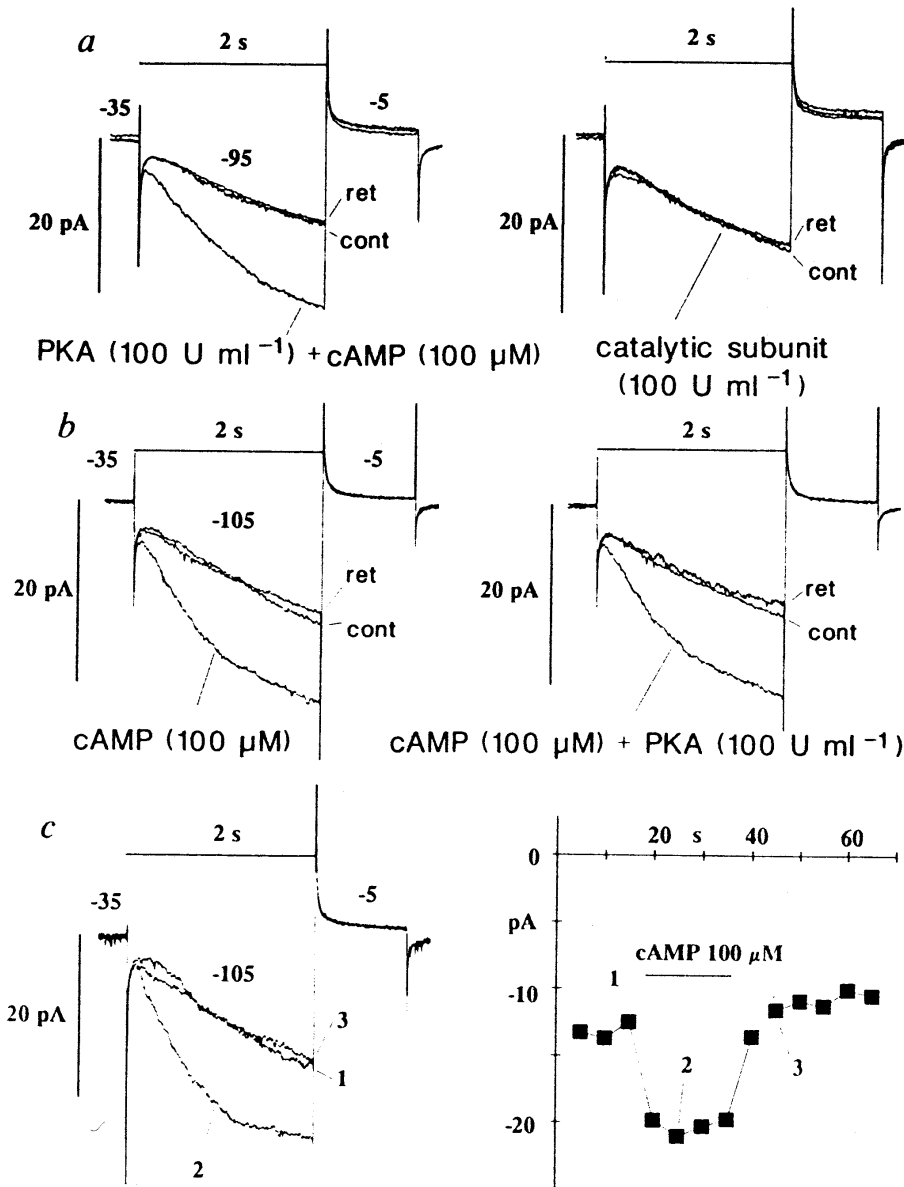 a
2 s
2 s
-35
-5
-95
20 pA
ret
cont
20 pA
ret
cont
PKA (100 U ml⁻¹) + cAMP (100 µM)
catalytic subunit
(100 U ml⁻¹)
b
2 s
2 s
-35
-5
-105
20 pA
ret
cont
20 pA
ret
cont
cAMP (100 µM)
cAMP (100 µM) + PKA (100 U ml⁻¹)
c
2 s
-35
-5
-105
20 pA
3
1
2
20 s 40 60
0
pA
cAMP 100 µM
1
-10
2
3
-20